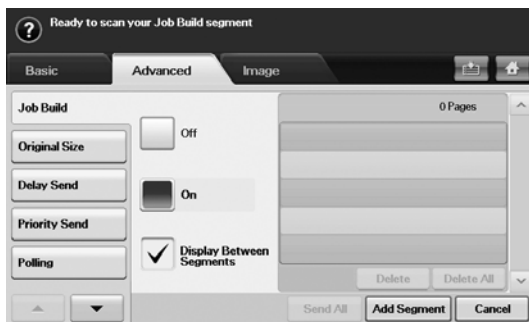 Ready to scan your Job Build segment
Basic
Advanced
Image
Job Build
Original Size
Delay Send
Priority Send
Polling
Off
On
Display Between
Segments
0 Pages
Delete
Delete All
Send All
Add Segment
Cancel